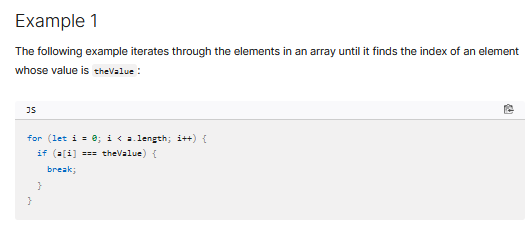 Example 1
The following example iterates through the elements in an array until it finds the index of an element
whose value is theValue :
JS
for (let i = 0; i < a.length; i++) {
  if (a[i] === theValue) {
    break;
  }
}